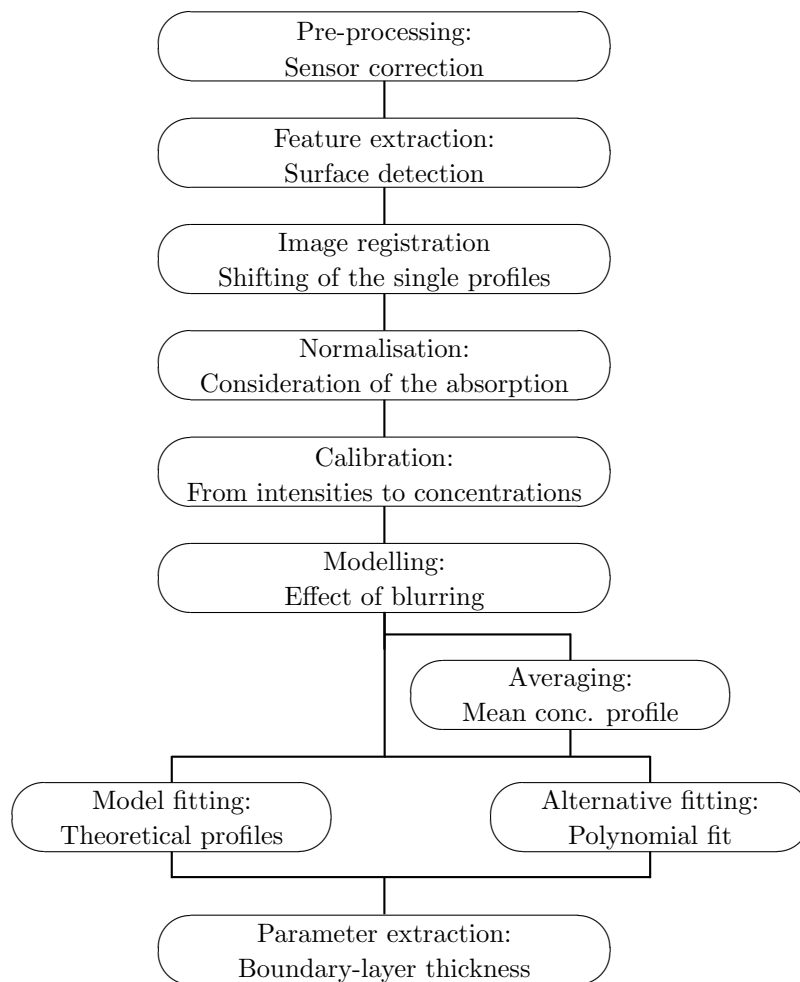 Pre-processing:
Sensor correction
Feature extraction:
Surface detection
Image registration
Shifting of the single profiles
Normalisation:
Consideration of the absorption
Calibration:
From intensities to concentrations
Modelling:
Effect of blurring
Averaging:
Mean conc. profile
Model fitting:
Theoretical profiles
Alternative fitting:
Polynomial fit
Parameter extraction:
Boundary-layer thickness